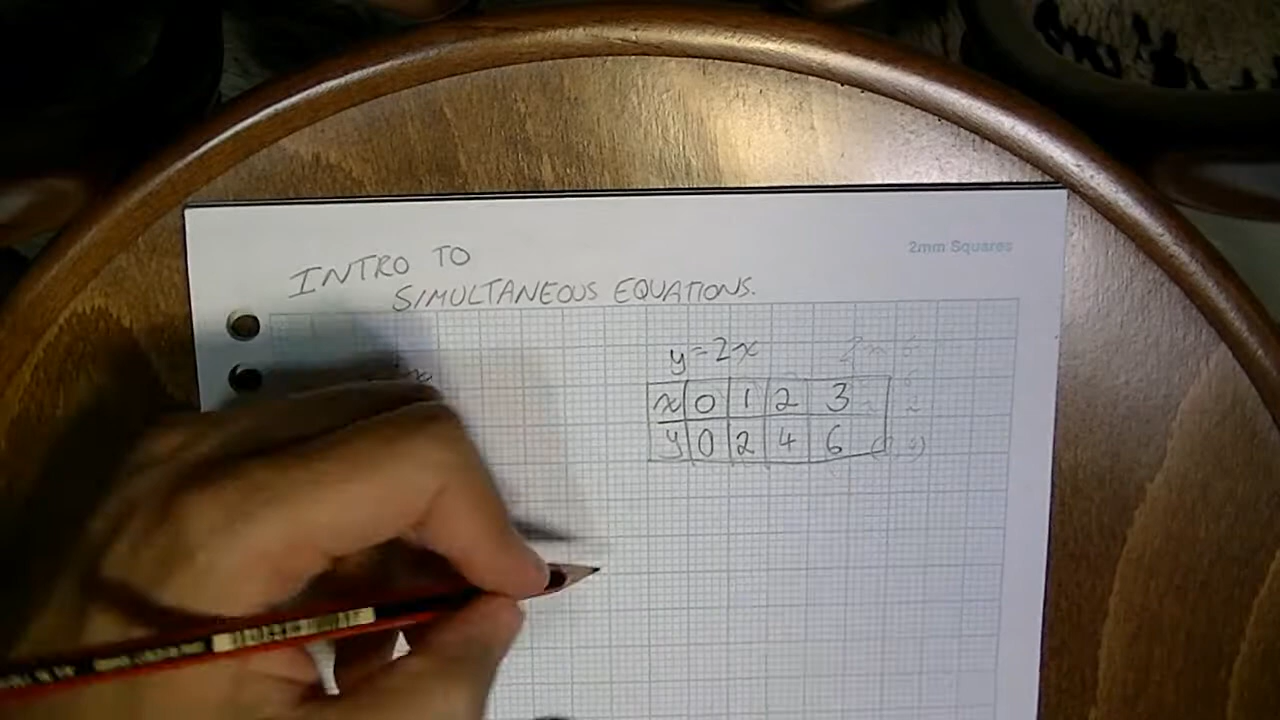 INTRO TO
2mm Squares
SIMULTANEOUS EQUATIONS.
y=2x
x 0 1 2 3
y 0 2 4 6